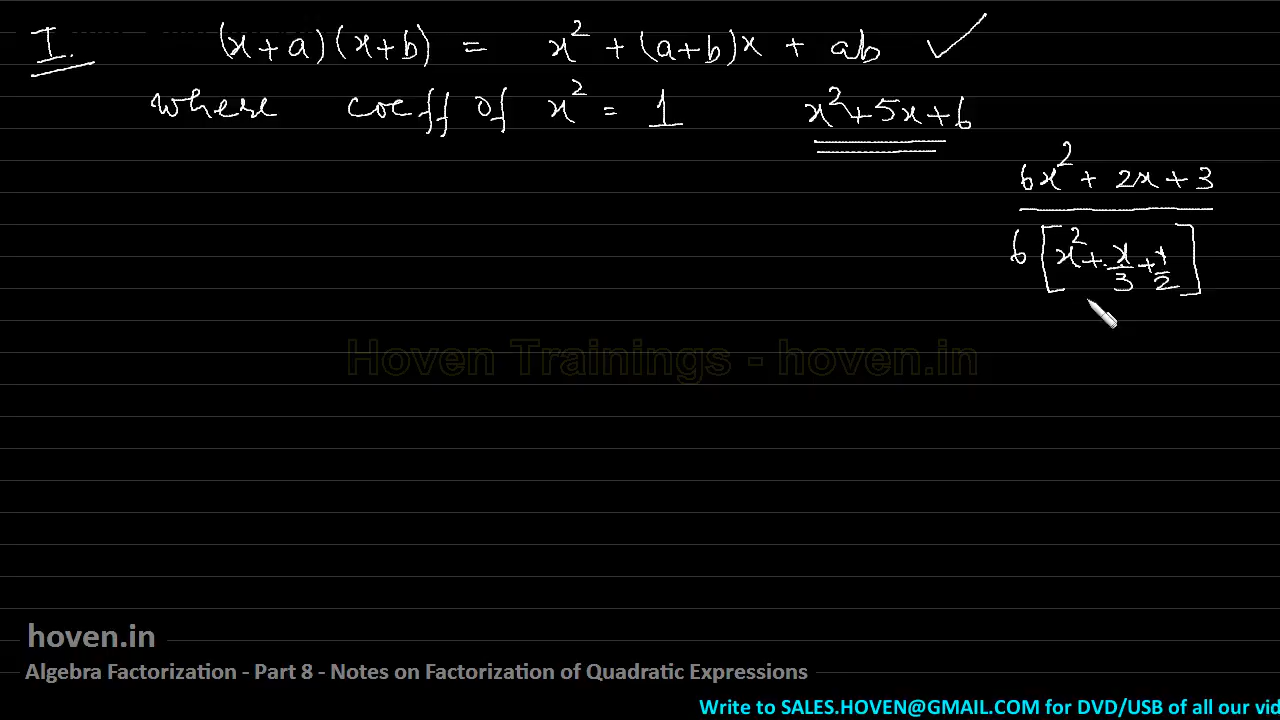 I. (x+a)(x+b) = x² + (a+b)x + ab ✓
where coeff of x² = 1 x²+5x+6
6x² + 2x + 3
6[x² + x/3 + 1/2]
Hoven Trainings - hoven.in
hoven.in
Algebra Factorization - Part 8 - Notes on Factorization of Quadratic Expressions
Write to SALES.HOVEN@GMAIL.COM for DVD/USB of all our vid